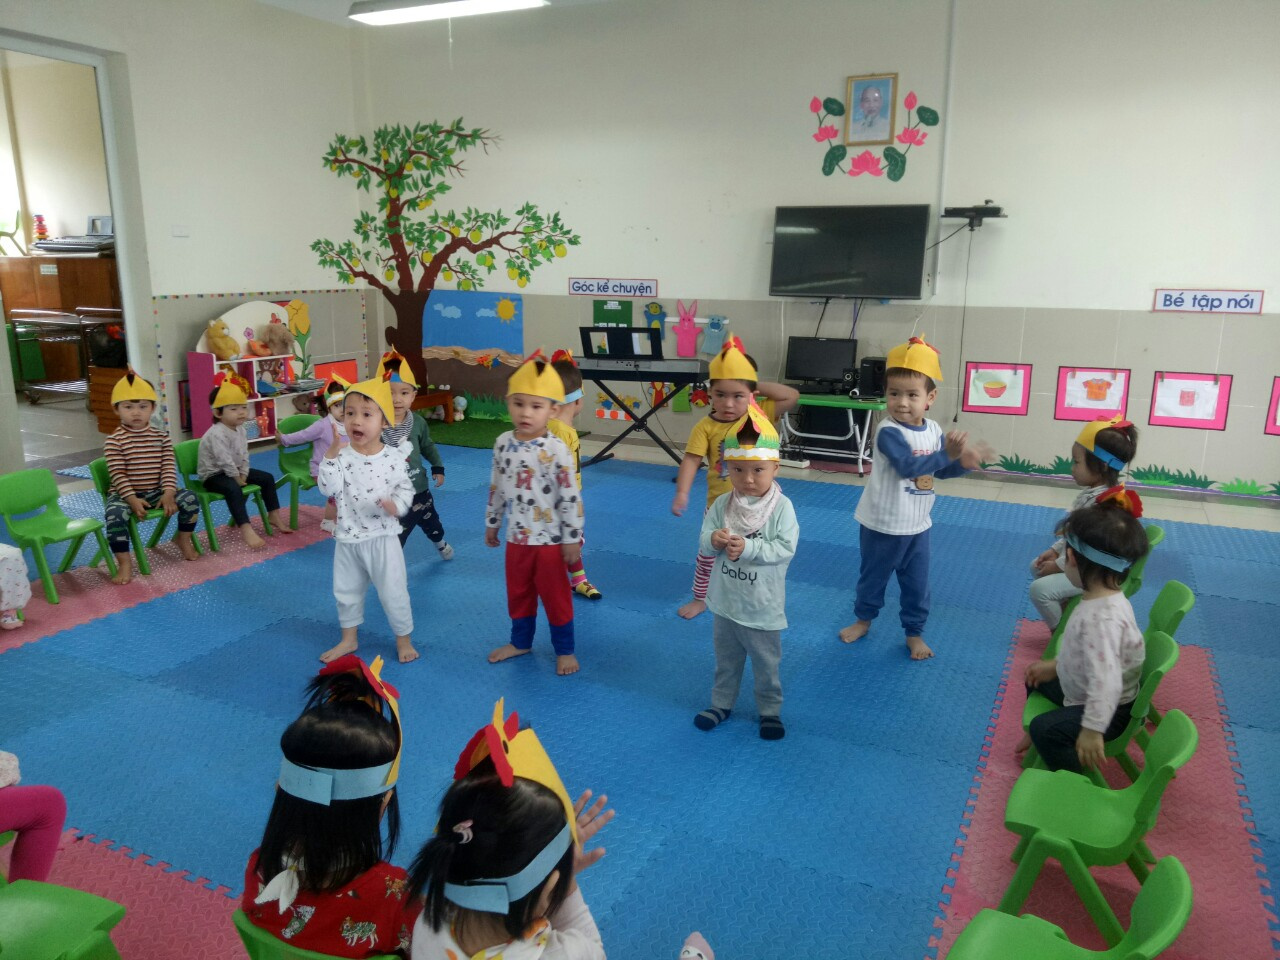 Góc kể chuyện
Bé tập nói
baby